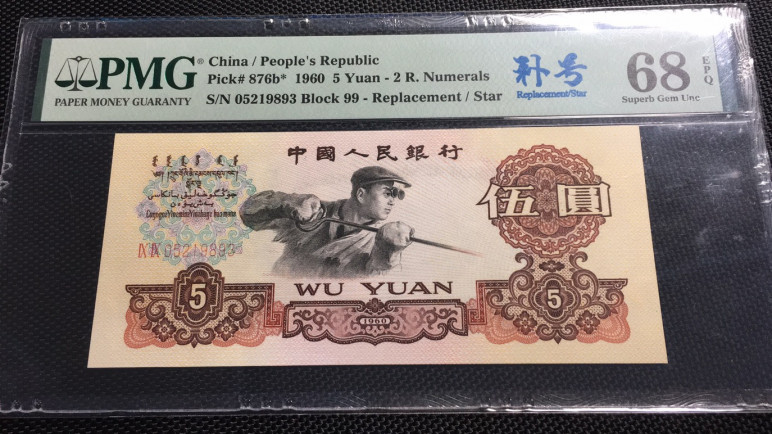 PMG®
PAPER MONEY GUARANTY
China / People's Republic
Pick# 876b* 1960 5 Yuan - 2 R. Numerals
S/N 05219893 Block 99 - Replacement / Star
补号
Replacement/Star
68 EPQ
Superb Gem Unc
中國人民銀行
伍圓
IX IX 05219893
5
WU YUAN
5
1960